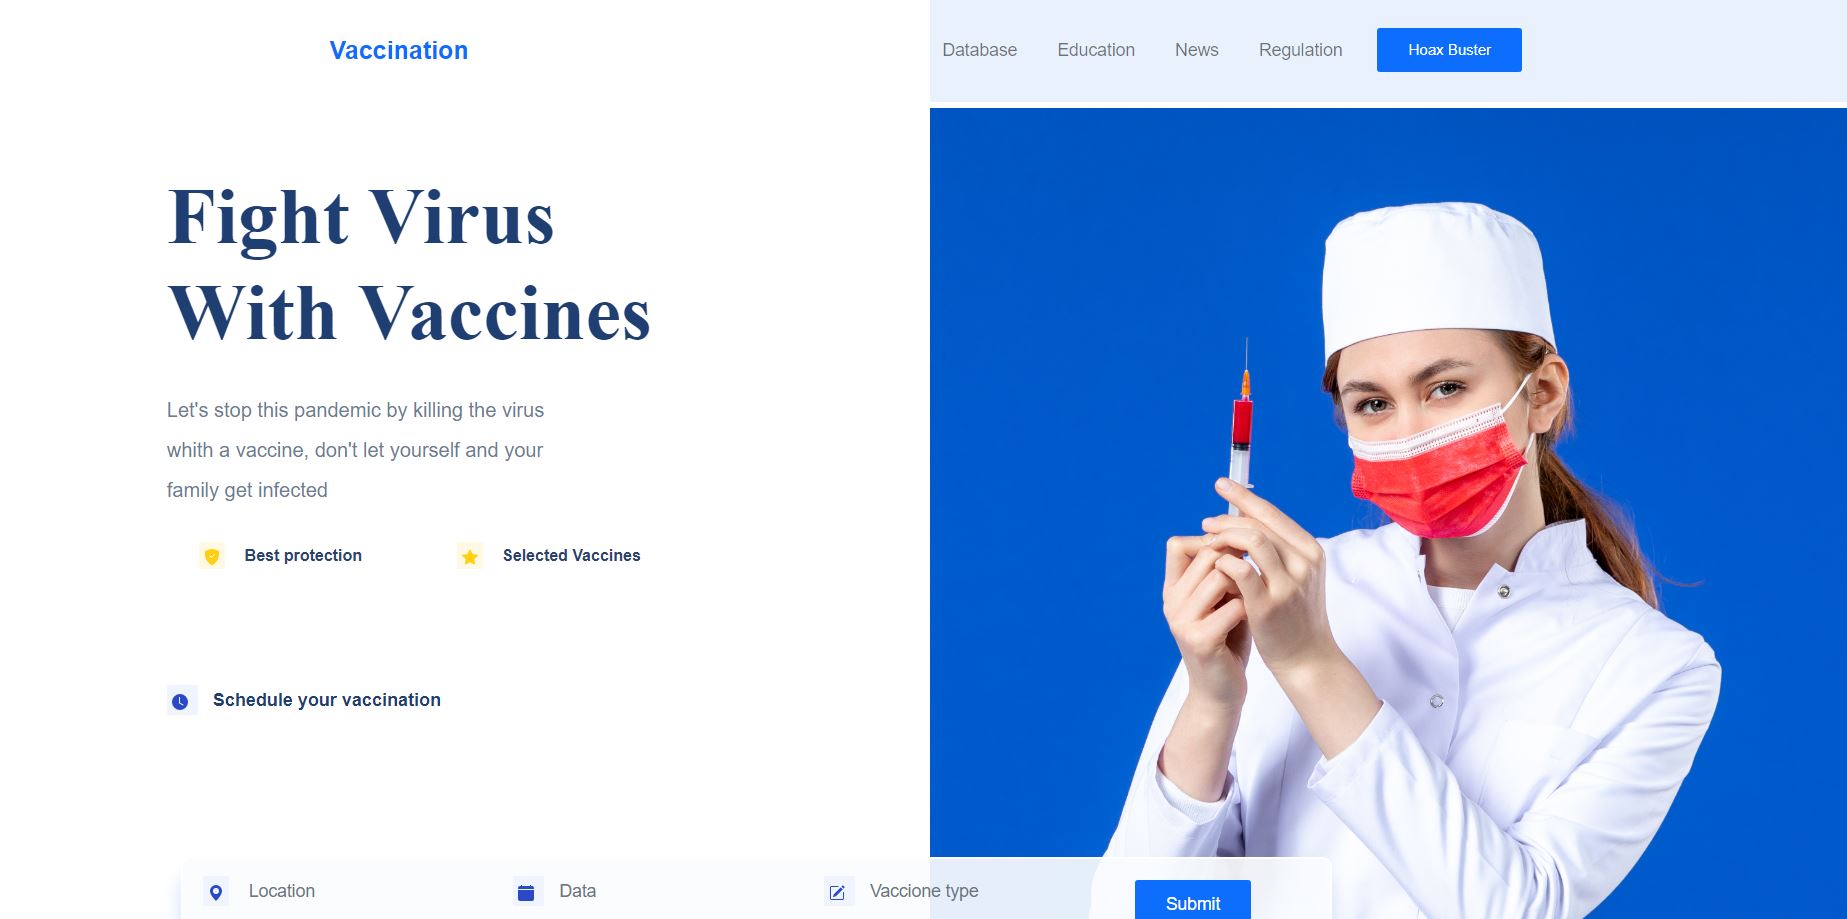 Vaccination
Database Education News Regulation Hoax Buster
Fight Virus
With Vaccines
Let's stop this pandemic by killing the virus
whith a vaccine, don't let yourself and your
family get infected
Best protection Selected Vaccines
Schedule your vaccination
Location Data Vaccione type Submit